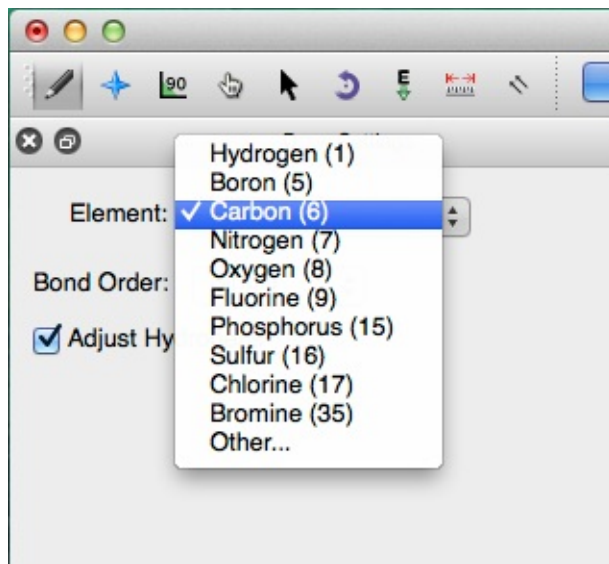 90
E
Hydrogen (1)
Boron (5)
Element: ✓ Carbon (6)
Nitrogen (7)
Oxygen (8)
Bond Order:
Fluorine (9)
Phosphorus (15)
Adjust Hy
Sulfur (16)
Chlorine (17)
Bromine (35)
Other...